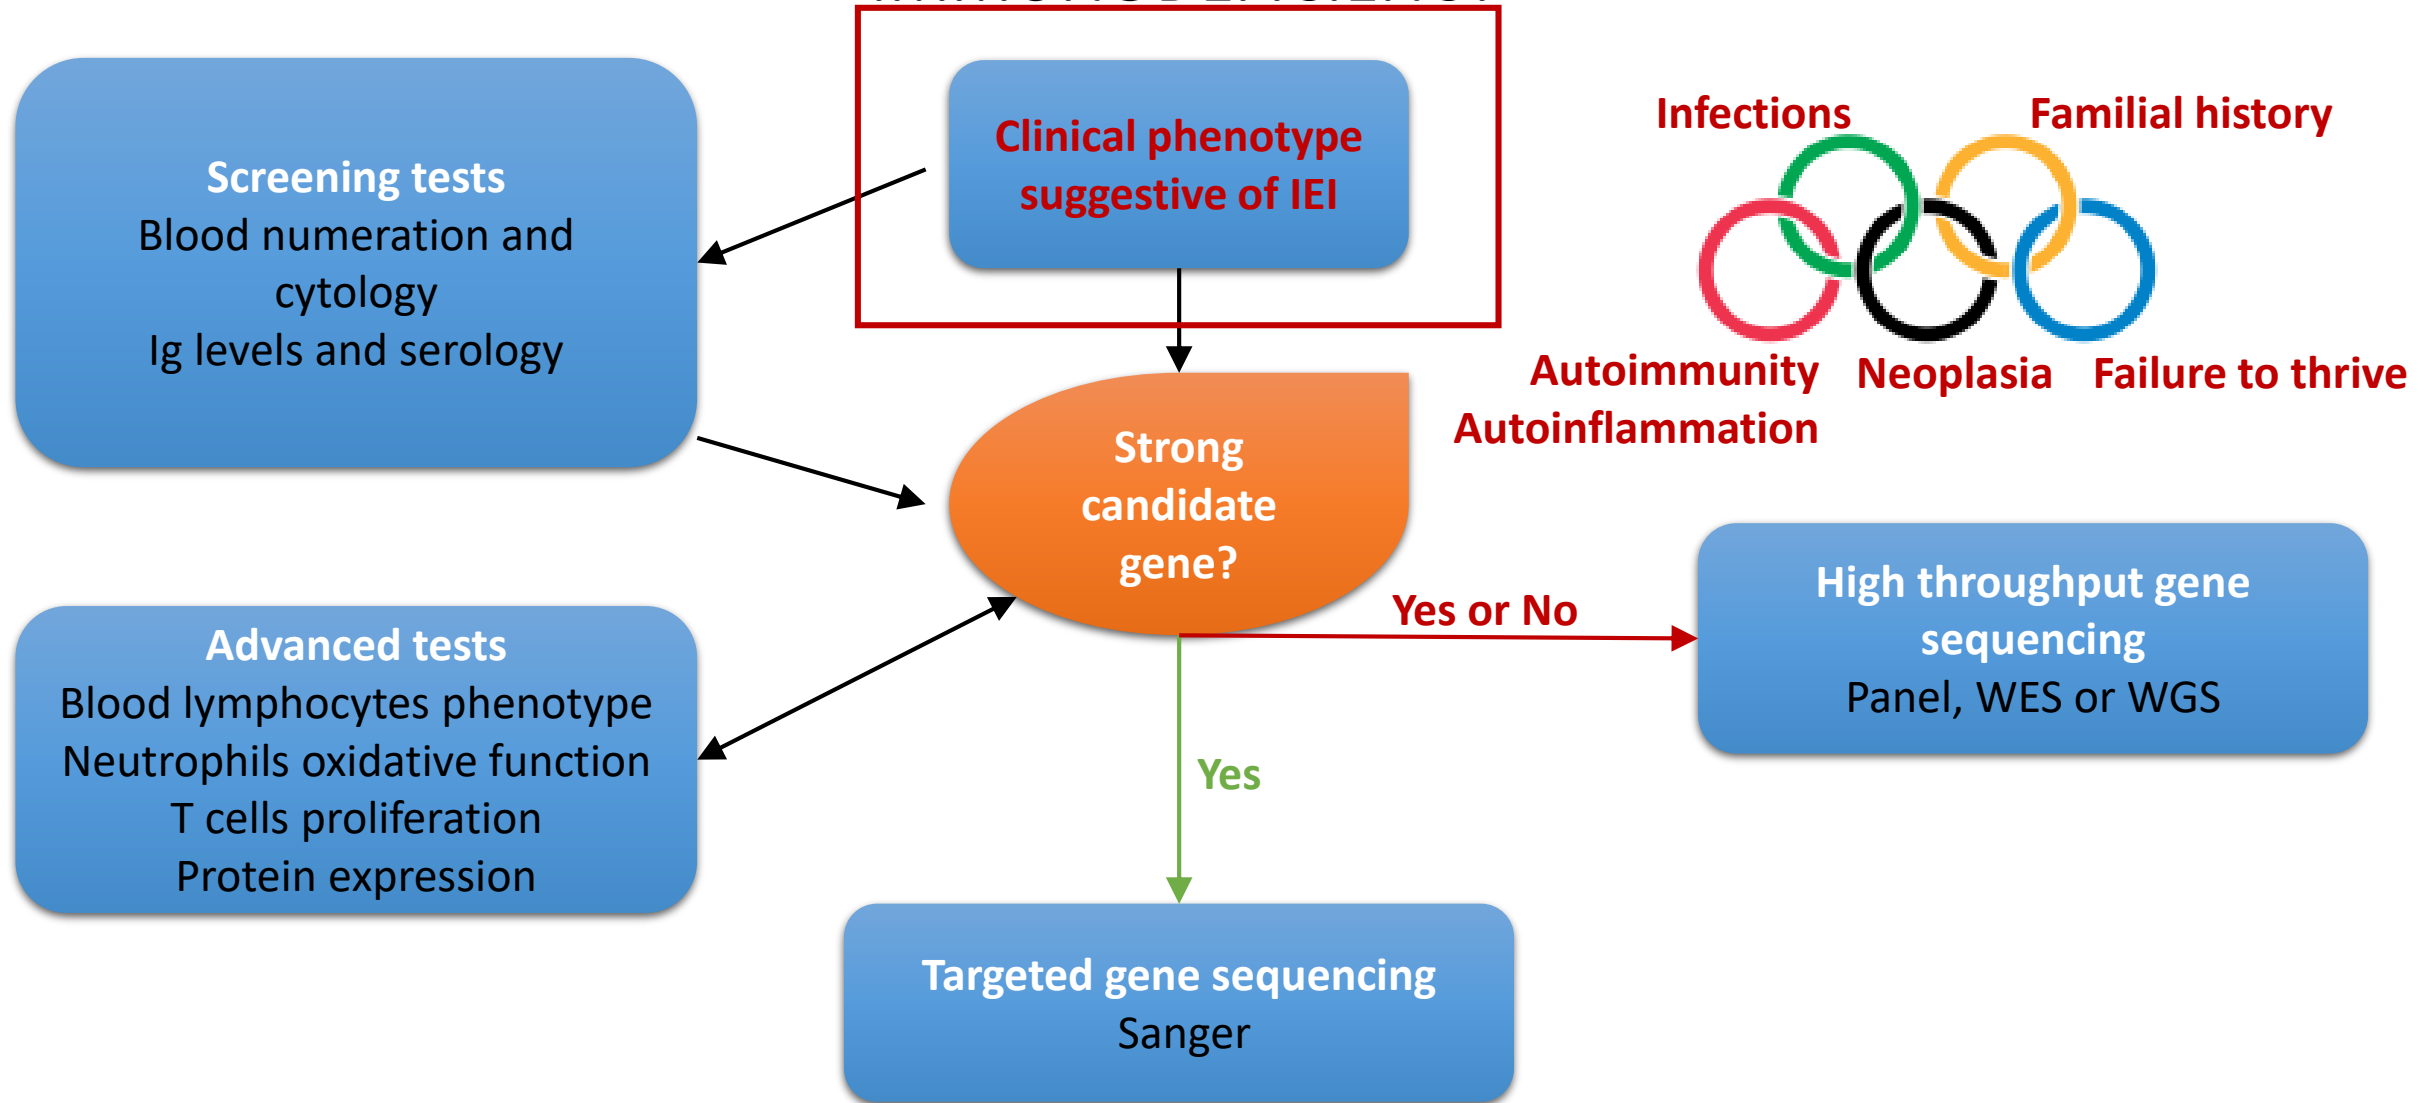 Screening tests
Blood numeration and
cytology
Ig levels and serology
Clinical phenotype
suggestive of IEI
Infections
Familial history
Autoimmunity
Autoinflammation
Neoplasia
Failure to thrive
Strong
candidate
gene?
Yes or No
High throughput gene
sequencing
Panel, WES or WGS
Advanced tests
Blood lymphocytes phenotype
Neutrophils oxidative function
T cells proliferation
Protein expression
Yes
Targeted gene sequencing
Sanger